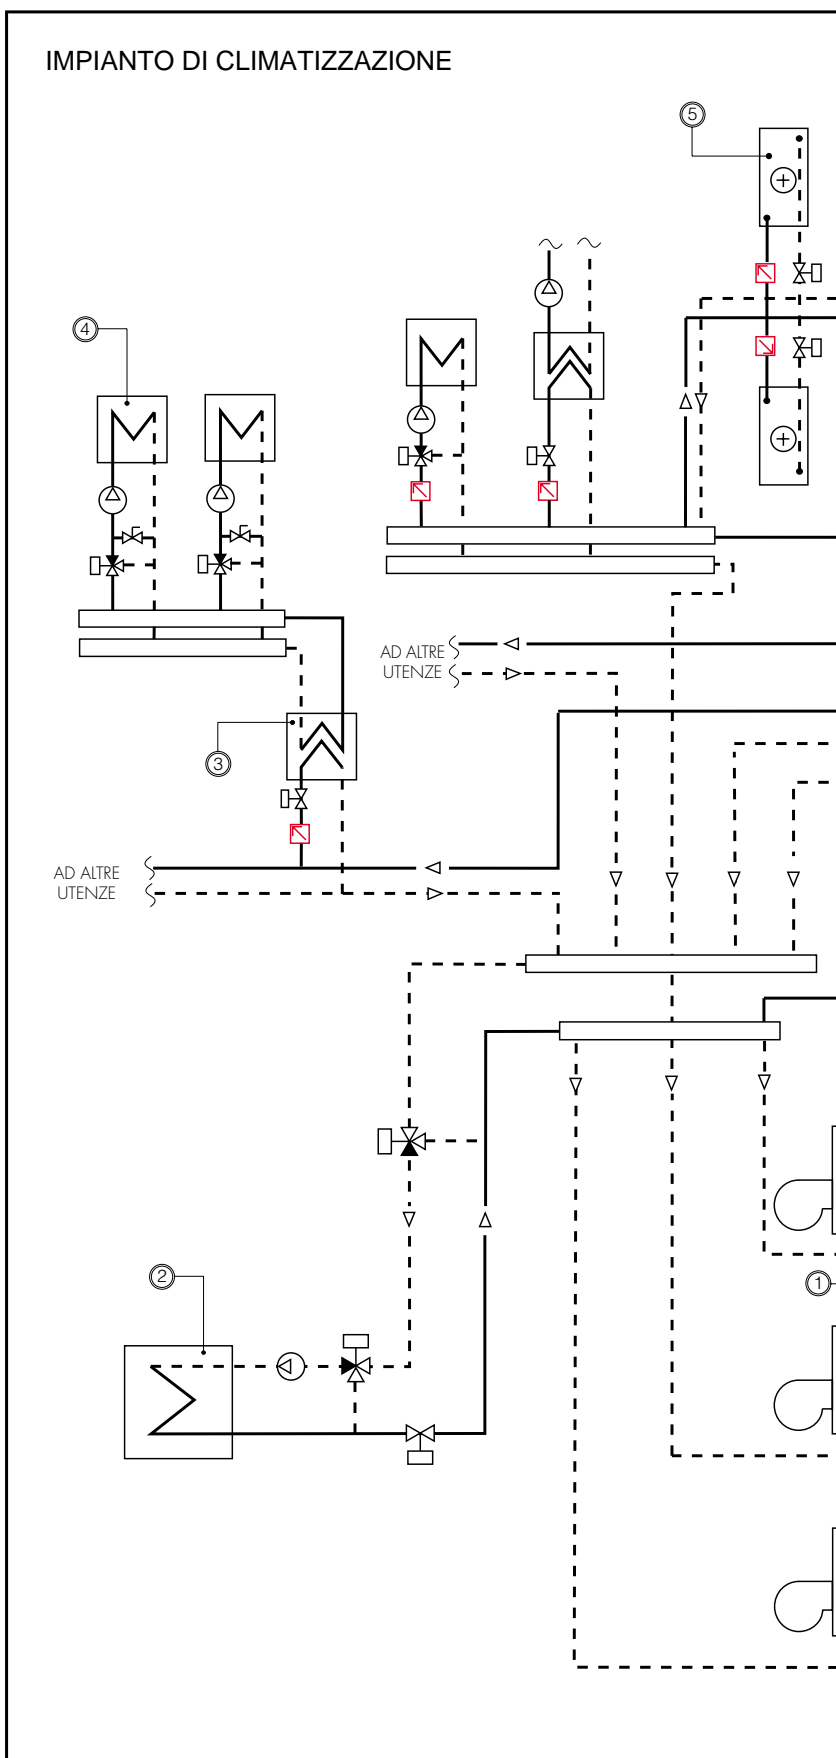 IMPIANTO DI CLIMATIZZAZIONE
5
4
AD ALTRE
UTENZE
3
AD ALTRE
UTENZE
2
1